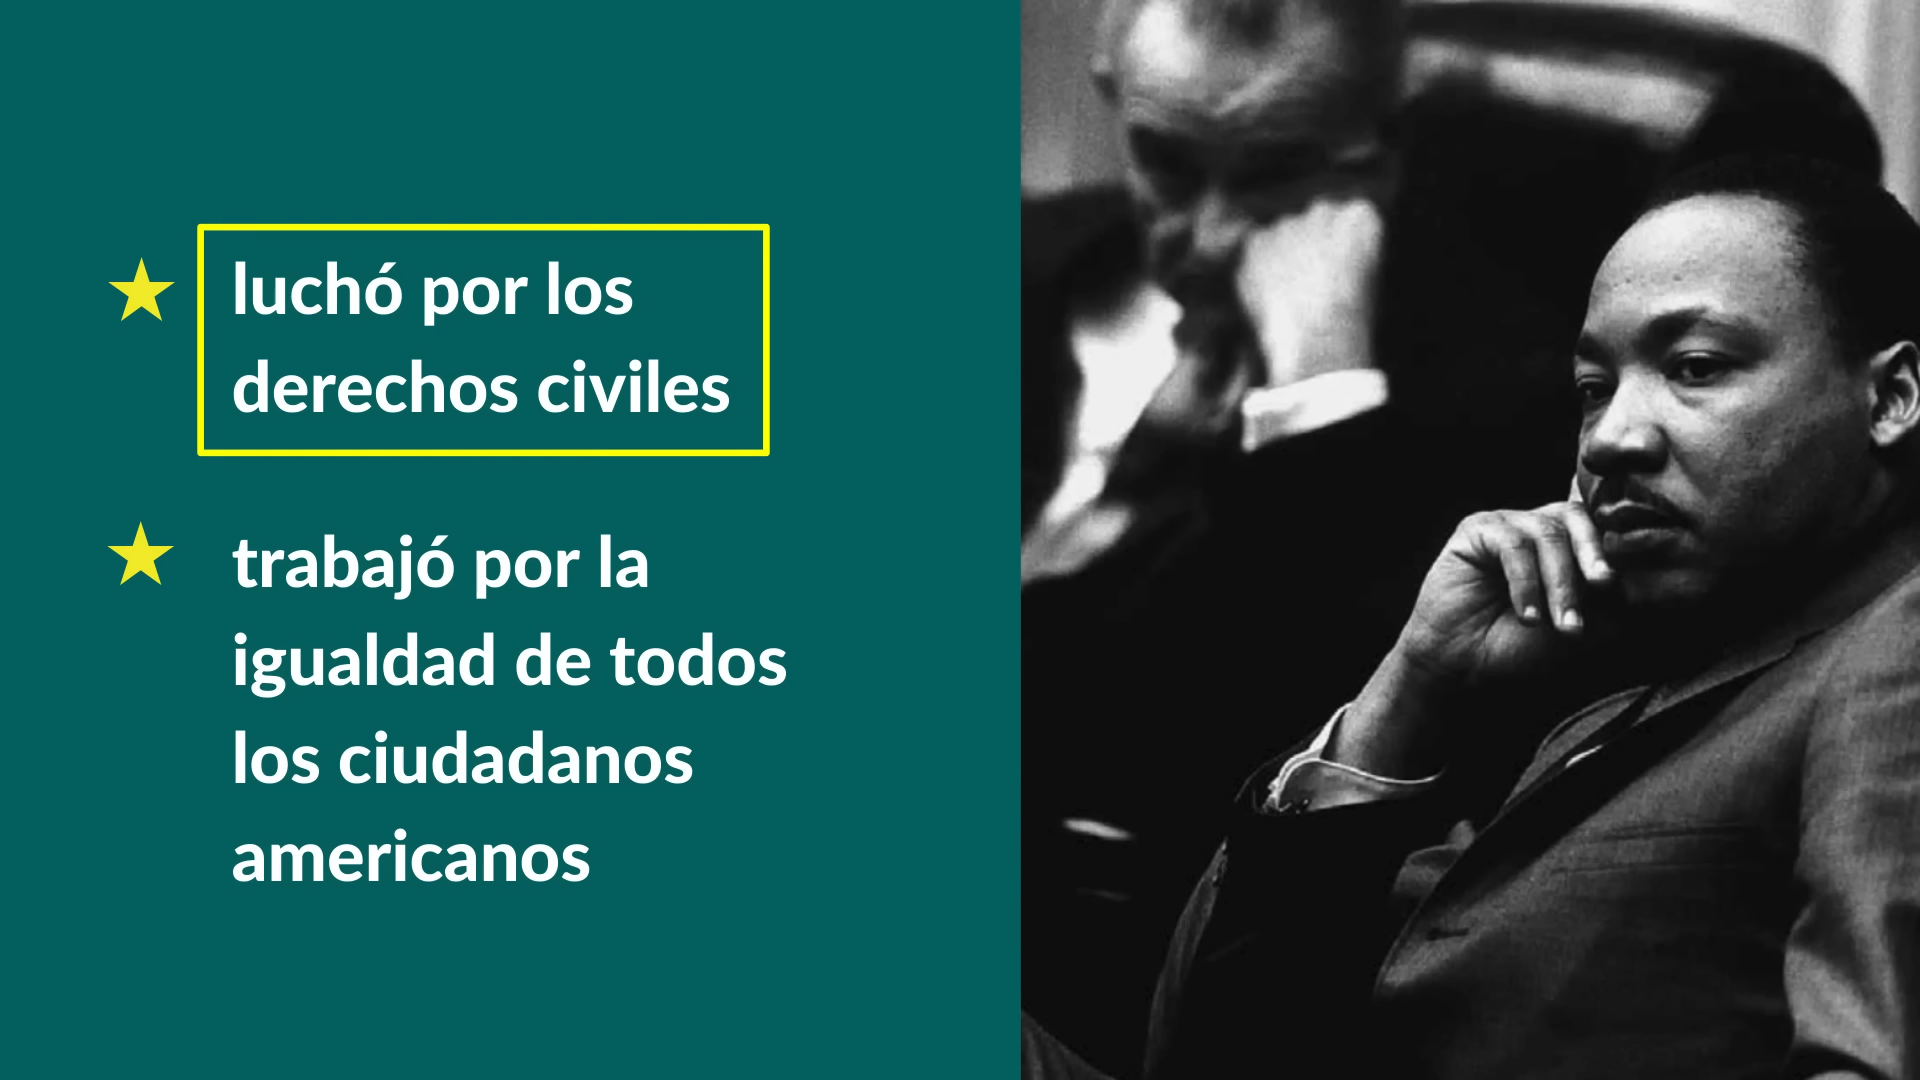 luchó por los
derechos civiles
trabajó por la
igualdad de todos
los ciudadanos
americanos